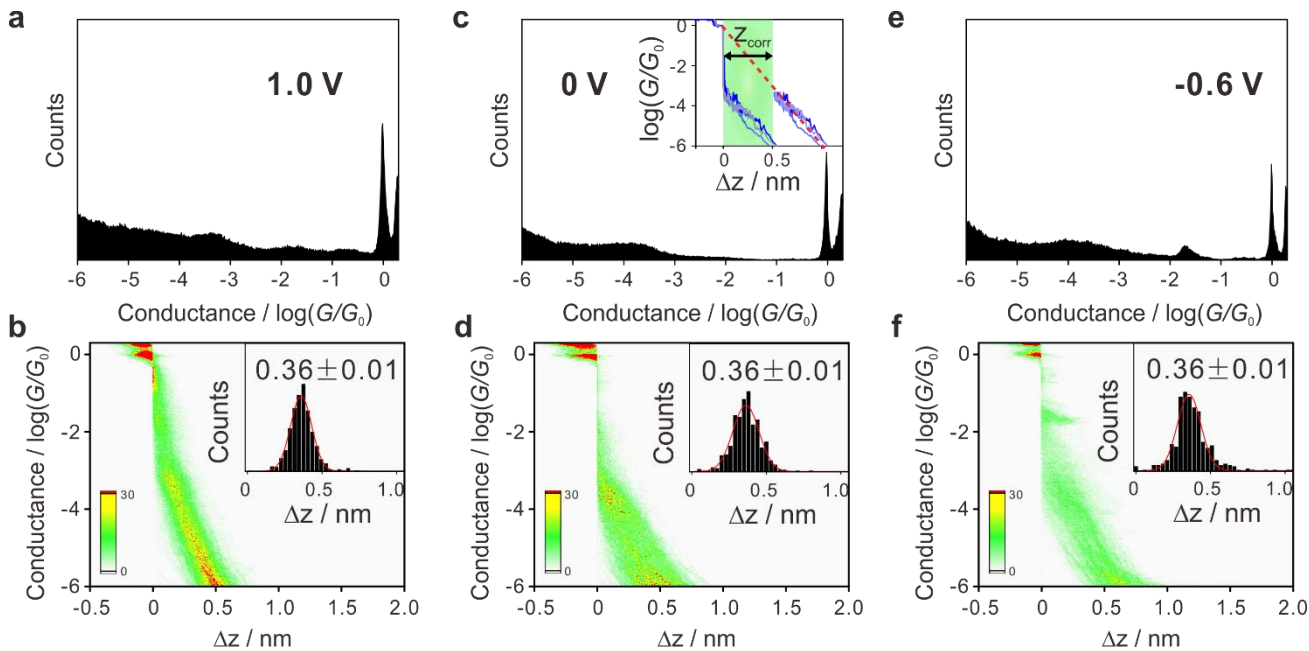 a
1.0 V
Counts
-6 -5 -4 -3 -2 -1 0
Conductance / log(G/G₀)
c
0 V
Counts
-6 -5 -4 -3 -2 -1 0
Conductance / log(G/G₀)
log(G/G₀)
0
-2
-4
-6
Z_corr
0 0.5
Δz / nm
e
-0.6 V
Counts
-6 -5 -4 -3 -2 -1 0
Conductance / log(G/G₀)
b
Conductance / log(G/G₀)
0
-2
-4
-6
30
0
0.36±0.01
Counts
0 0.5 1.0
Δz / nm
-0.5 0 0.5 1.0 1.5 2.0
Δz / nm
d
Conductance / log(G/G₀)
0
-2
-4
-6
30
0
0.36±0.01
Counts
0 0.5 1.0
Δz / nm
-0.5 0 0.5 1.0 1.5 2.0
Δz / nm
f
Conductance / log(G/G₀)
0
-2
-4
-6
30
0
0.36±0.01
Counts
0 0.5 1.0
Δz / nm
-0.5 0 0.5 1.0 1.5 2.0
Δz / nm